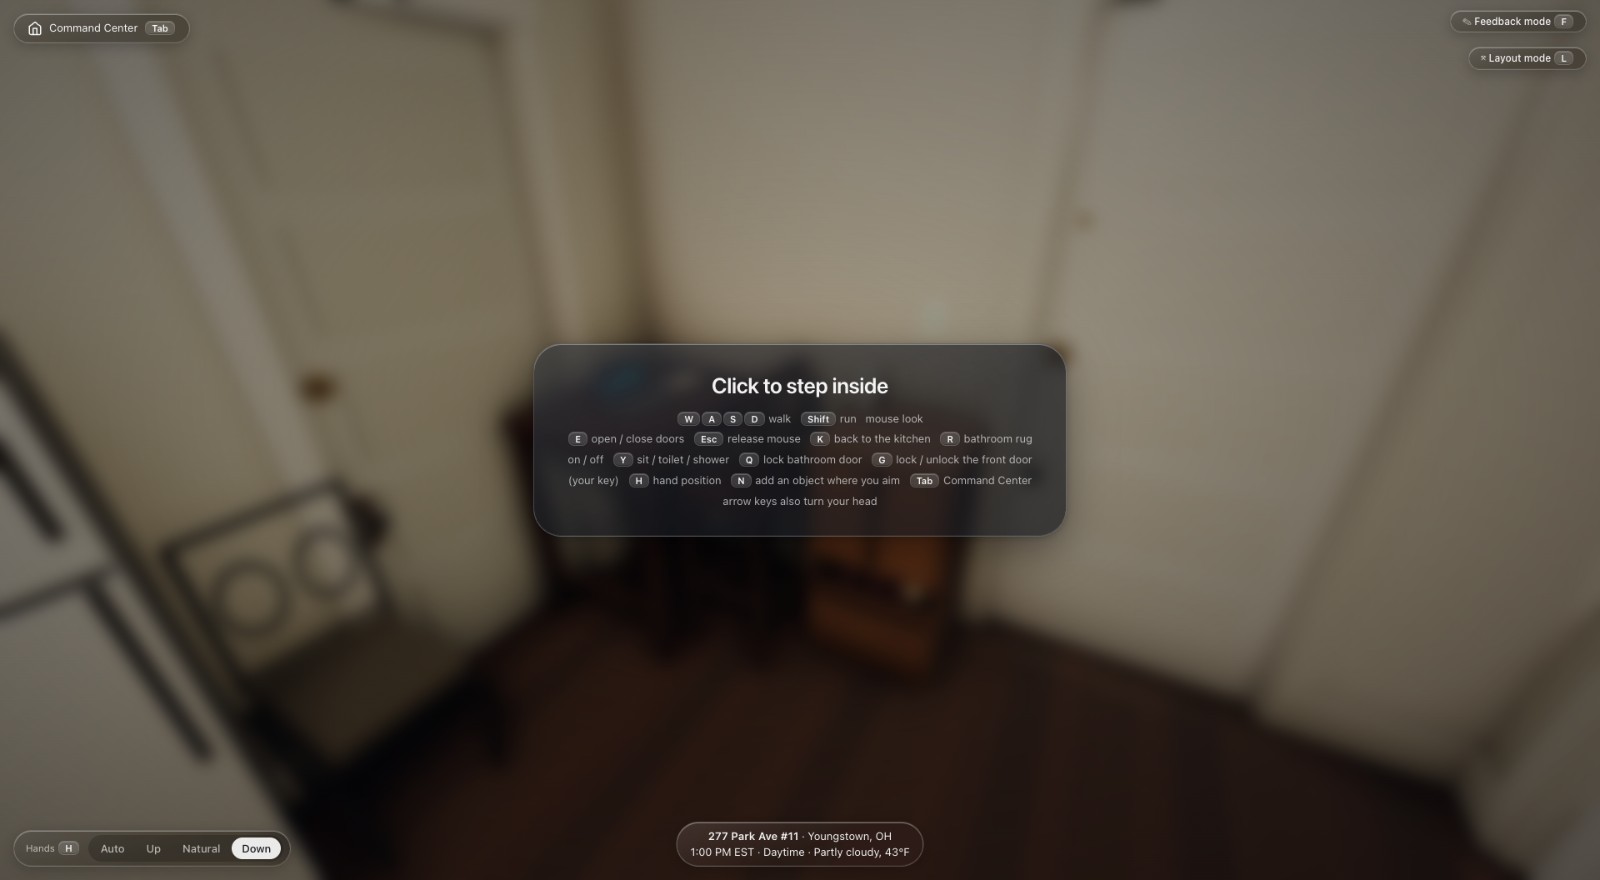 Command Center Tab
Feedback mode F
Layout mode L
Click to step inside
W A S D walk Shift run mouse look
E open / close doors Esc release mouse K back to the kitchen R bathroom rug
on / off Y sit / toilet / shower Q lock bathroom door G lock / unlock the front door
(your key) H hand position N add an object where you aim Tab Command Center
arrow keys also turn your head
Hands H Auto Up Natural Down
277 Park Ave #11 · Youngstown, OH
1:00 PM EST · Daytime · Partly cloudy, 43°F